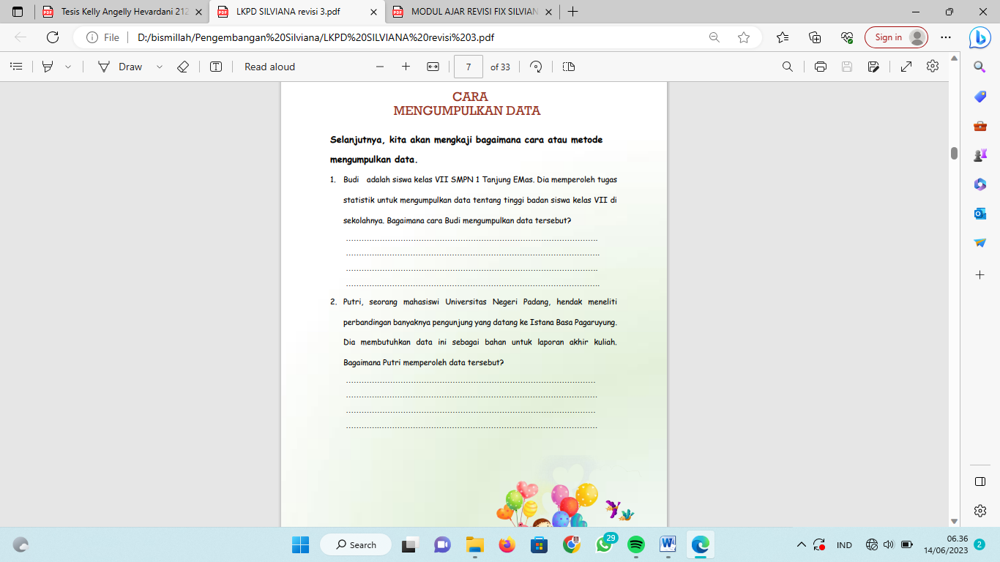 Tesis Kelly Angelly Hevardani 212
LKPD SILVIANA revisi 3.pdf
MODUL AJAR REVISI FIX SILVIAN
File
D:/bismillah/Pengembangan%20Silviana/LKPD%20SILVIANA%20revisi%203.pdf
Sign in
Draw
Read aloud
7
of 33
CARA
MENGUMPULKAN DATA
Selanjutnya, kita akan mengkaji bagaimana cara atau metode
mengumpulkan data.
1. Budi adalah siswa kelas VII SMPN 1 Tanjung EMas. Dia memperoleh tugas
statistik untuk mengumpulkan data tentang tinggi badan siswa kelas VII di
sekolahnya. Bagaimana cara Budi mengumpulkan data tersebut?
...............................................................................................
................................................................................................
...............................................................................................
................................................................................................
2. Putri, seorang mahasiswi Universitas Negeri Padang, hendak meneliti
perbandingan banyaknya pengunjung yang datang ke Istana Basa Pagaruyung.
Dia membutuhkan data ini sebagai bahan untuk laporan akhir kuliah.
Bagaimana Putri memperoleh data tersebut?
...............................................................................................
................................................................................................
...............................................................................................
................................................................................................
Search
29
IND
06.36
14/06/2023
2